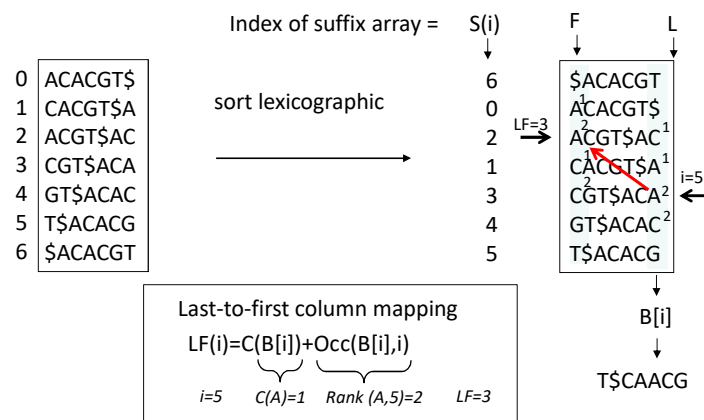 Index of suffix array = S(i) F L
0 ACACGT$
1 CACGT$A
2 ACGT$AC
3 CGT$ACA
4 GT$ACAC
5 T$ACACG
6 $ACACGT
sort lexicographic
6 $ACACGT
0 A1CACGT$
LF=3
2 A2CGT$AC1
1 C1ACGT$A1
i=5
3 C2GT$ACA2
4 GT$ACAC2
5 T$ACACG
Last-to-first column mapping
LF(i)=C(B[i])+Occ(B[i],i)
i=5 C(A)=1 Rank (A,5)=2 LF=3
B[i]
T$CAACG